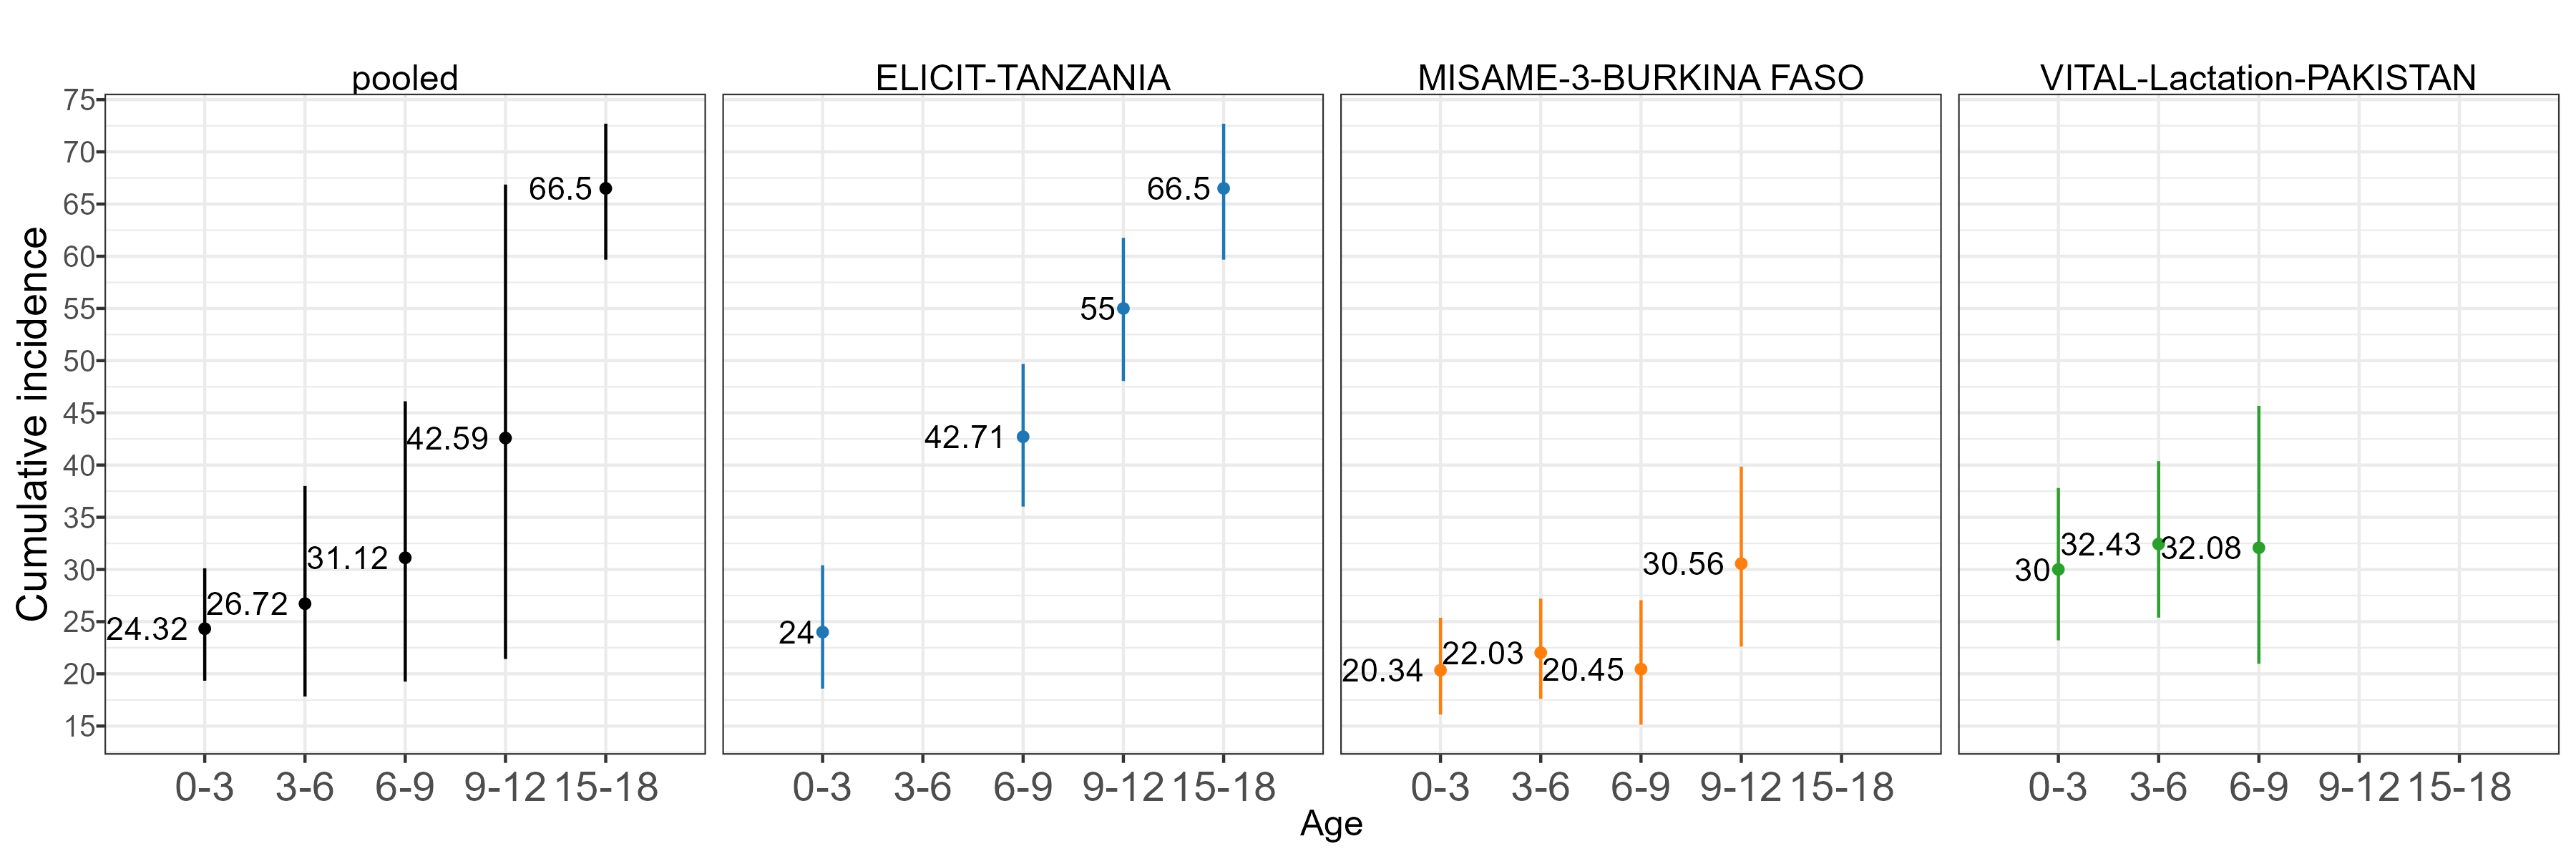 pooled
ELICIT-TANZANIA
MISAME-3-BURKINA FASO
VITAL-Lactation-PAKISTAN
Cumulative incidence
75
70
65
60
55
50
45
40
35
30
25
20
15
24.32
26.72
31.12
42.59
66.5
24
42.71
55
66.5
20.34
22.03
20.45
30.56
30
32.43
32.08
0-3 3-6 6-9 9-12 15-18
0-3 3-6 6-9 9-12 15-18
0-3 3-6 6-9 9-12 15-18
0-3 3-6 6-9 9-12 15-18
Age